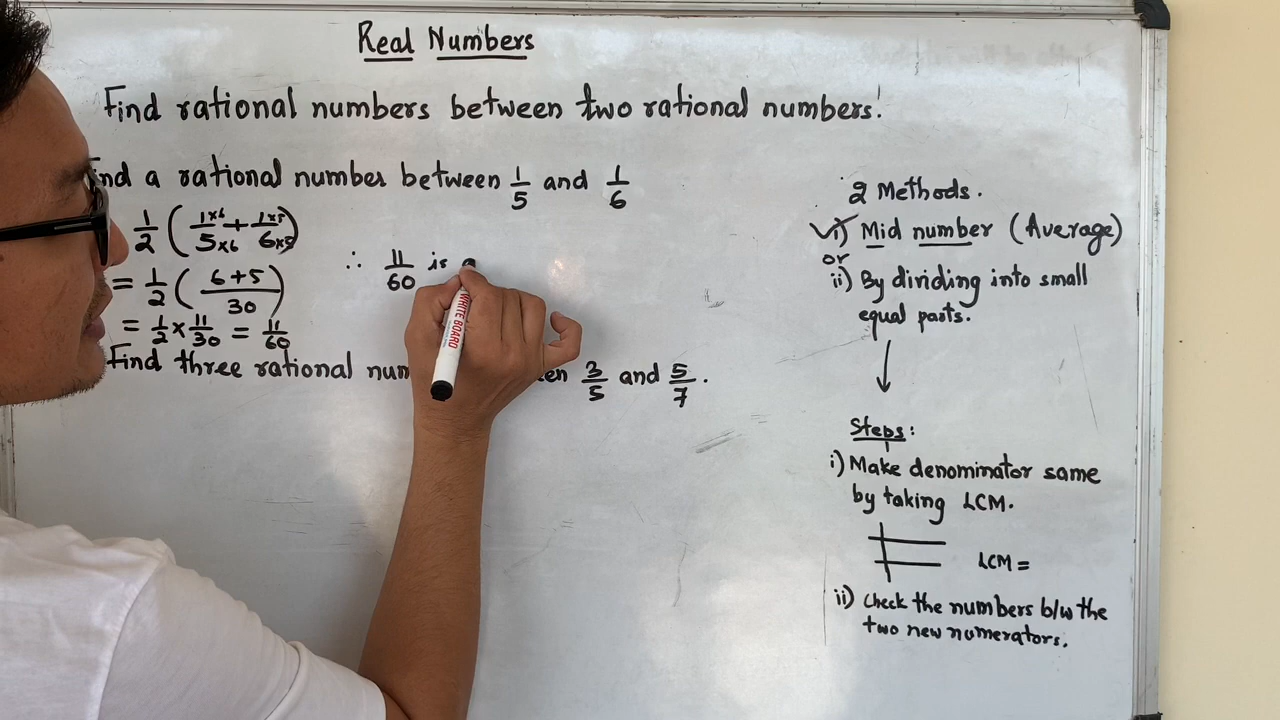 Real Numbers
Find rational numbers between two rational numbers.
nd a rational number between 1/5 and 1/6
1/2 ( 1×6/5×6 + 1×5/6×5 )
= 1/2 ( 6+5/30 )
= 1/2 × 11/30 = 11/60
∴ 11/60 is
Find three rational num en 3/5 and 5/7 .
2 Methods.
i) Mid number (Average)
or
ii) By dividing into small
equal parts.
Steps:
i) Make denominator same
by taking LCM.
LCM =
ii) Check the numbers b/w the
two new numerators.
WHITE BOARD